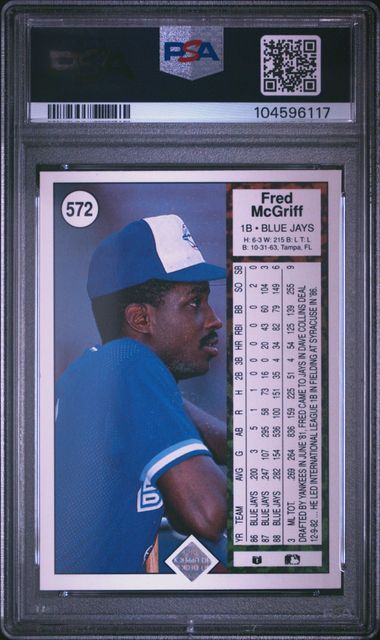 PSA
104596117
572
Fred
McGriff
1B • BLUE JAYS
H: 6-3 W: 215 B: L T: L
B: 10-31-63, Tampa, FL
YR TEAM AVG G AB R H 2B 3B HR RBI BB SO SB
86 BLUE JAYS .200 3 5 1 1 0 0 0 0 0 2 0
87 BLUE JAYS .247 107 295 58 73 16 0 20 43 60 104 3
88 BLUE JAYS .282 154 536 100 151 35 4 34 82 79 149 6
3 ML TOT. .269 264 836 159 225 51 4 54 125 139 255 9
DRAFTED BY YANKEES IN JUNE '81, FRED CAME TO JAYS IN DAVE COLLINS DEAL
12-9-82 ... HE LED INTERNATIONAL LEAGUE 1B IN FIELDING AT SYRACUSE IN '86.